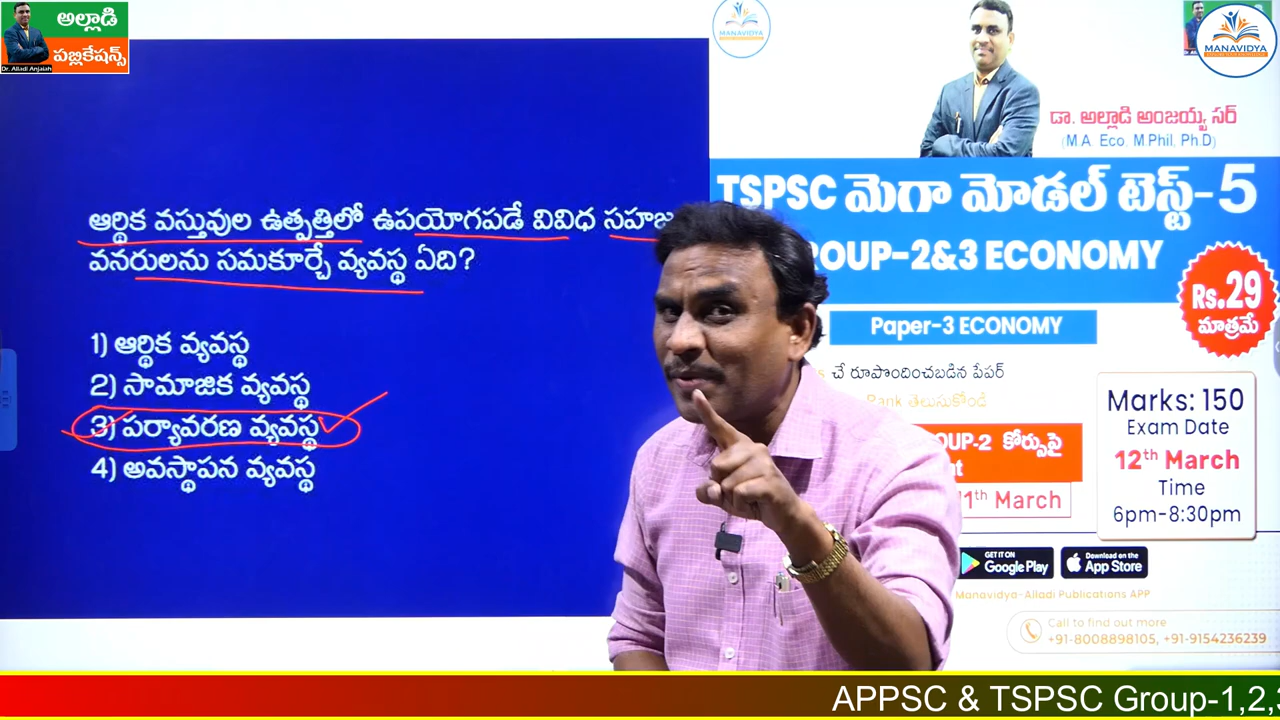 అల్లాడి
పబ్లికేషన్స్
Dr. Alladi Anjaiah
MANAVIDYA
MANAVIDYA
డా. అల్లాడి అంజయ్య సర్
(M.A. Eco, M.Phil, Ph.D)
TSPSC మెగా మోడల్ టెస్ట్-5
ROUP-2&3 ECONOMY
Rs.29
మాత్రమే
Paper-3 ECONOMY
చే రూపొందించబడిన పేపర్
Rank తెలుసుకోండి
OUP-2 కోర్సుపై
11th March
Marks: 150
Exam Date
12th March
Time
6pm-8:30pm
GET IT ON
Google Play
Download on the
App Store
Manavidya-Alladi Publications APP
Call to find out more
+91-8008898105, +91-9154236239
ఆర్థిక వస్తువుల ఉత్పత్తిలో ఉపయోగపడే వివిధ సహజ
వనరులను సమకూర్చే వ్యవస్థ ఏది?
1) ఆర్థిక వ్యవస్థ
2) సామాజిక వ్యవస్థ
3) పర్యావరణ వ్యవస్థ
4) అవస్థాపన వ్యవస్థ
APPSC & TSPSC Group-1,2,3